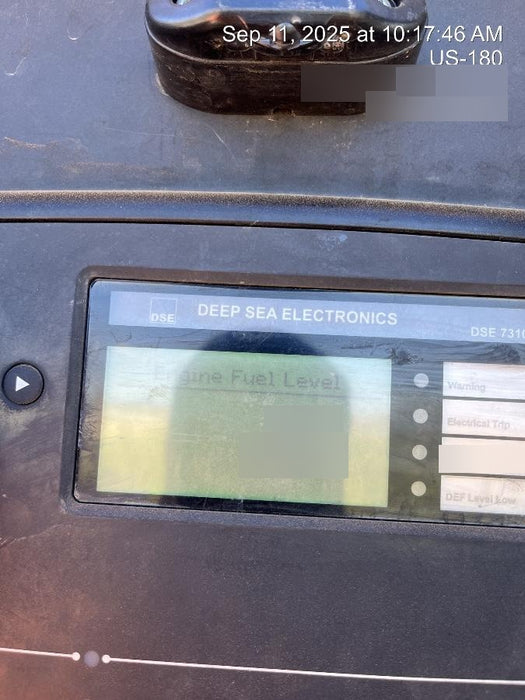 Sep 11, 2025 at 10:17:46 AM
US-180
DSE
DEEP SEA ELECTRONICS
DSE 7310
Engine Fuel Level
Warning
Electrical Trip
DEF Level Low